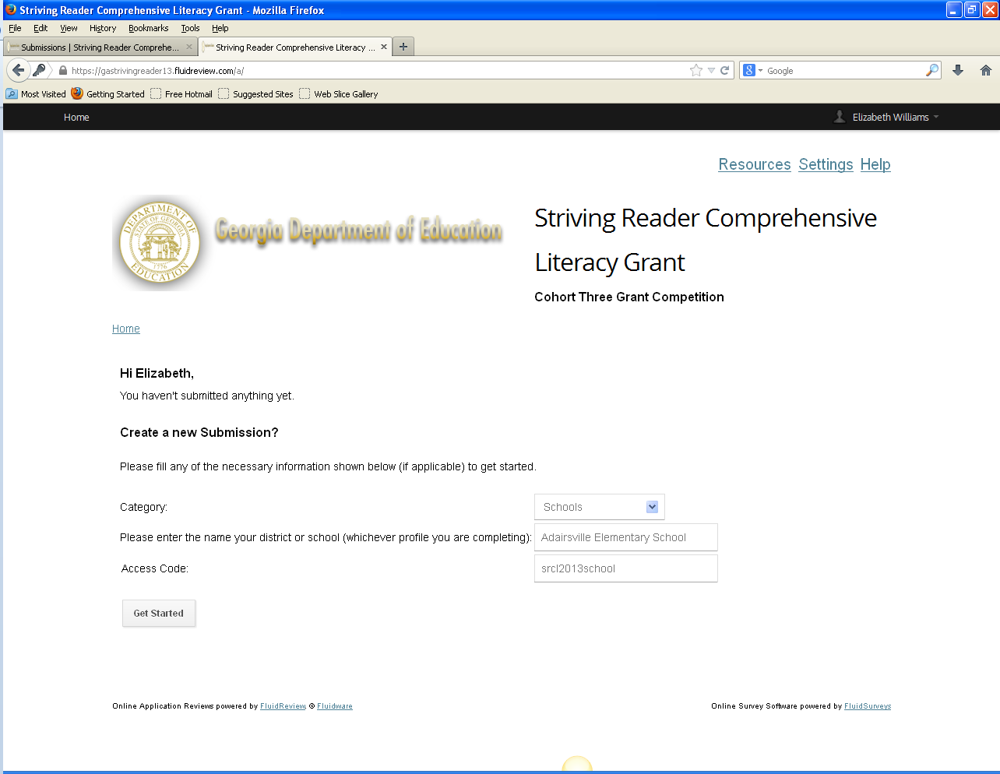 Striving Reader Comprehensive Literacy Grant - Mozilla Firefox
File Edit View History Bookmarks Tools Help
Submissions | Striving Reader Comprehe... × Striving Reader Comprehensive Literacy ... × +
https://gastrivingreader13.fluidreview.com/a/ 8 Google
Most Visited Getting Started Free Hotmail Suggested Sites Web Slice Gallery
Home Elizabeth Williams
Resources Settings Help
DEPARTMENT OF EDUCATION
STATE OF GEORGIA
1776
Georgia Department of Education
Striving Reader Comprehensive
Literacy Grant
Cohort Three Grant Competition
Home
Hi Elizabeth,
You haven't submitted anything yet.
Create a new Submission?
Please fill any of the necessary information shown below (if applicable) to get started.
Category: Schools
Please enter the name your district or school (whichever profile you are completing): Adairsville Elementary School
Access Code: srcl2013school
Get Started
Online Application Reviews powered by FluidReview. © Fluidware Online Survey Software powered by FluidSurveys